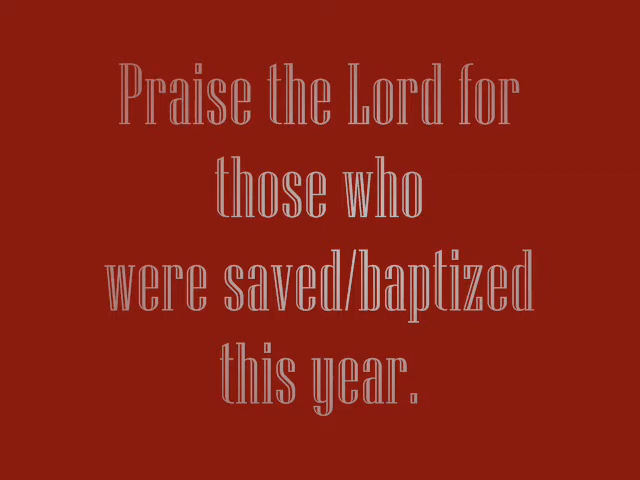 Praise the Lord for
those who
were saved/baptized
this year.